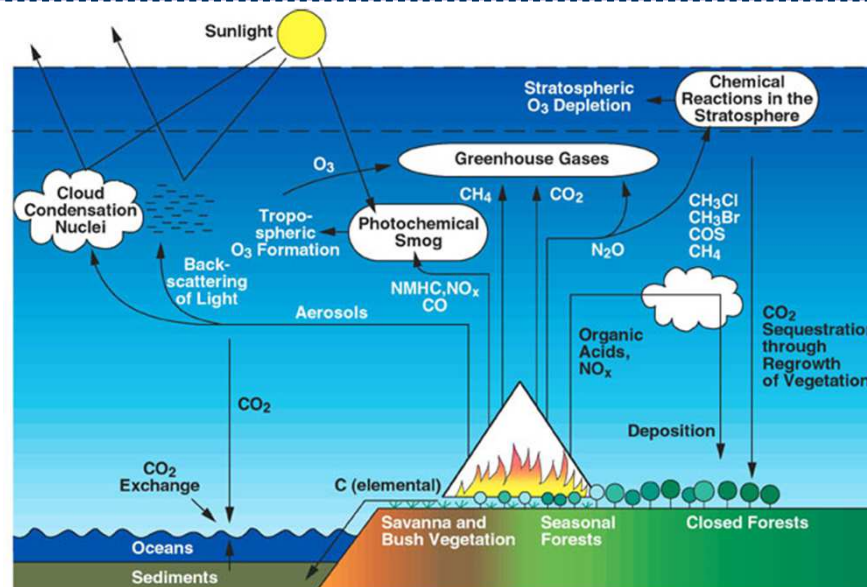 Sunlight
Stratospheric
O₃ Depletion
Chemical
Reactions in the
Stratosphere
O₃
Greenhouse Gases
Cloud
Condensation
Nuclei
CH₄
CO₂
CH₃Cl
CH₃Br
COS
CH₄
Tropo-
spheric
O₃ Formation
Photochemical
Smog
N₂O
Back-
scattering
of Light
NMHC,NOₓ
CO
Aerosols
Organic
Acids,
NOₓ
CO₂
Sequestration
through
Regrowth
of Vegetation
CO₂
Deposition
CO₂
Exchange
C (elemental)
Savanna and
Bush Vegetation
Seasonal
Forests
Closed Forests
Oceans
Sediments